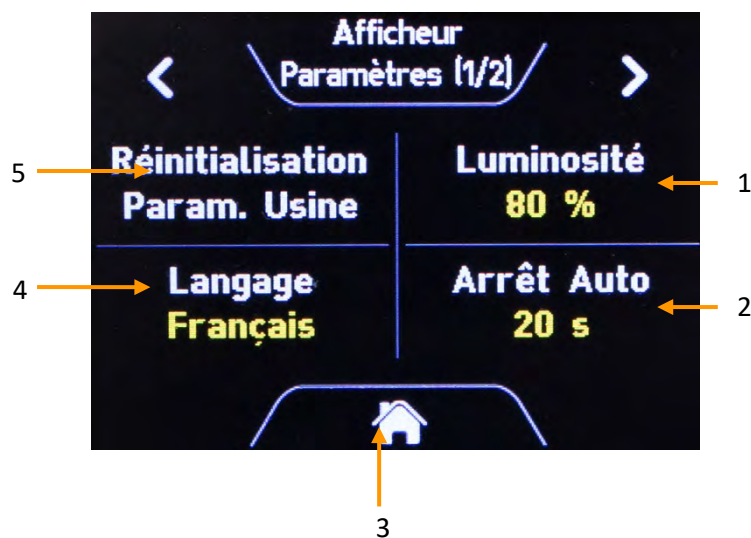 Afficheur
Paramètres (1/2)
Réinitialisation
Param. Usine
Luminosité
80 %
Langage
Français
Arrêt Auto
20 s
5
1
4
2
3